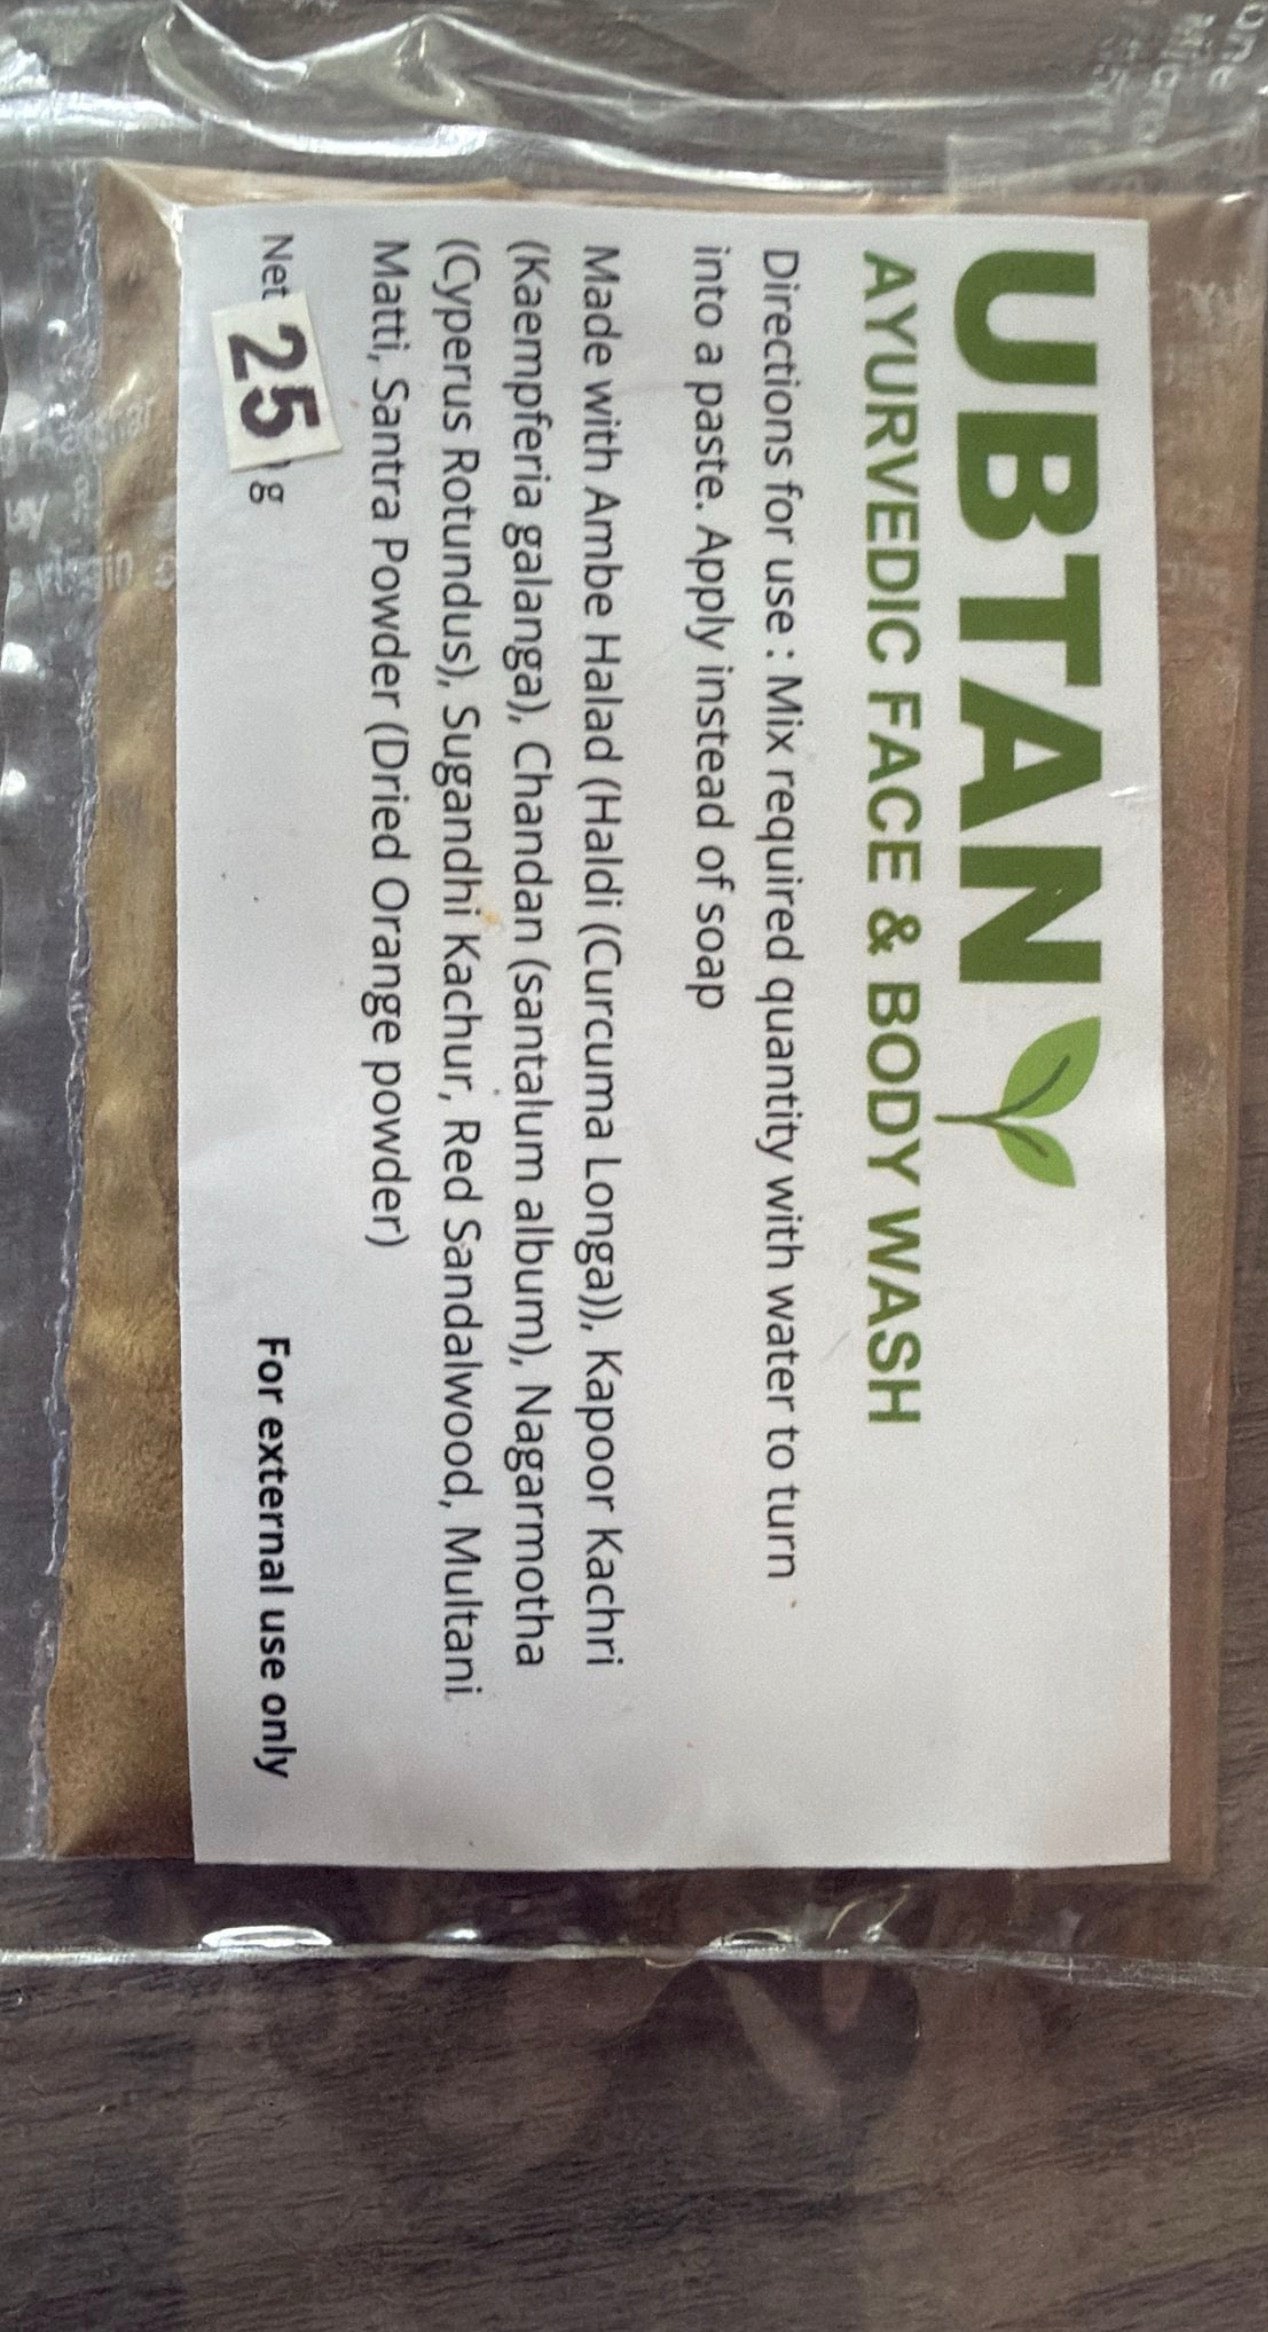 UBTAN
AYURVEDIC FACE & BODY WASH
Directions for use : Mix required quantity with water to turn
into a paste. Apply instead of soap
Made with Ambe Halad (Haldi (Curcuma Longa)), Kapoor Kachri
(Kaempferia galanga), Chandan (santalum album), Nagarmotha
(Cyperus Rotundus), Sugandhi Kachur, Red Sandalwood, Multani
Matti, Santra Powder (Dried Orange powder)
Net 25 g
For external use only